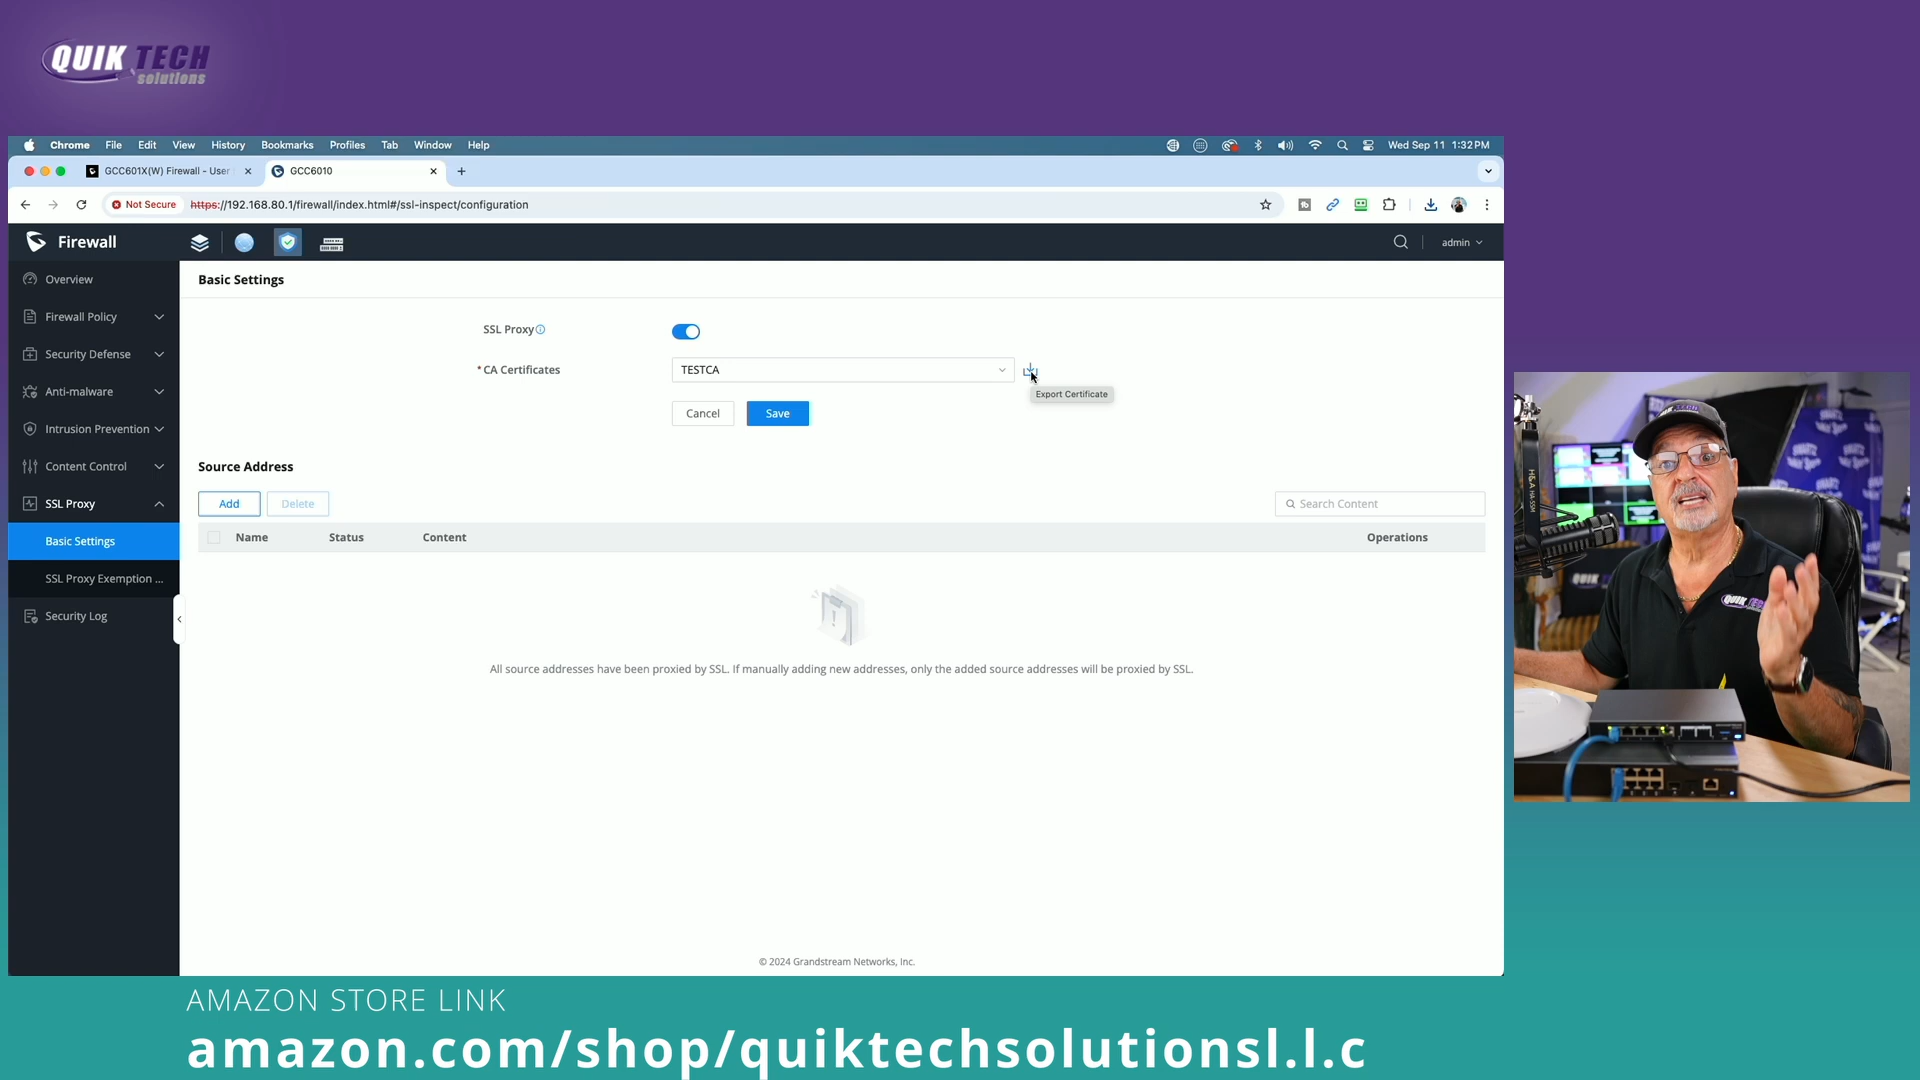 QUIK TECH
solutions
Chrome File Edit View History Bookmarks Profiles Tab Window Help
Wed Sep 11 1:32 PM
GCC601X(W) Firewall - User
GCC6010
Not Secure
https://192.168.80.1/firewall/index.html#/ssl-inspect/configuration
Firewall
admin
Overview
Firewall Policy
Security Defense
Anti-malware
Intrusion Prevention
Content Control
SSL Proxy
Basic Settings
SSL Proxy Exemption ...
Security Log
Basic Settings
SSL Proxy
*CA Certificates
TESTCA
Export Certificate
Cancel
Save
Source Address
Add
Delete
Search Content
Name Status Content Operations
All source addresses have been proxied by SSL. If manually adding new addresses, only the added source addresses will be proxied by SSL.
© 2024 Grandstream Networks, Inc.
H&A HA-SSM
QUIK TECH
AMAZON STORE LINK
amazon.com/shop/quiktechsolutionsl.l.c